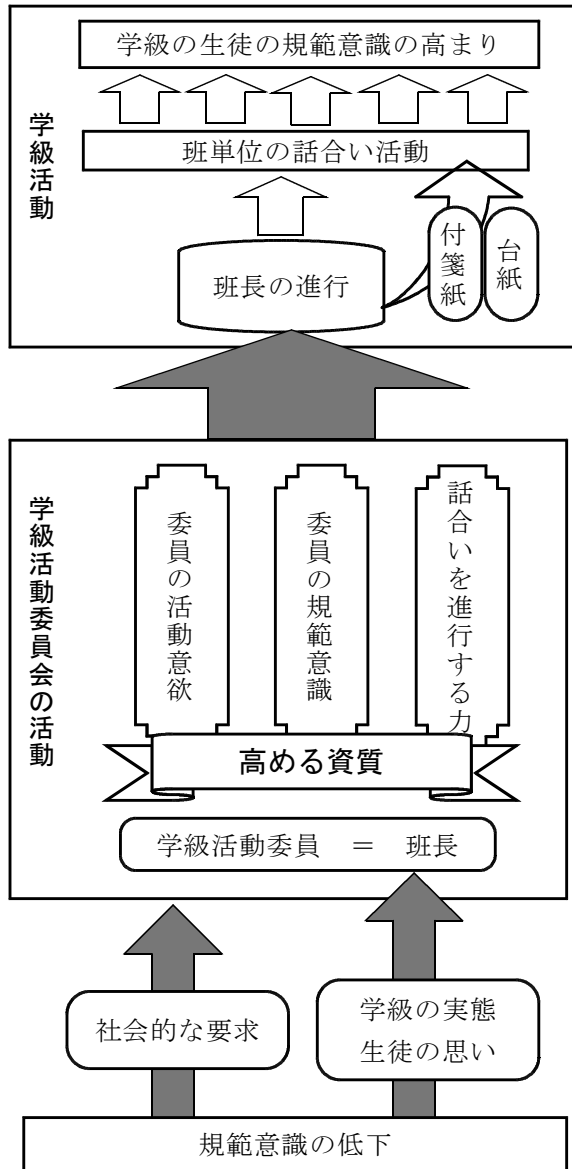 学級の生徒の規範意識の高まり
学級活動
班単位の話合い活動
班長の進行
付箋紙
台紙
学級活動委員会の活動
委員の活動意欲
委員の規範意識
話合いを進行する力
高める資質
学級活動委員 = 班長
社会的な要求
学級の実態
生徒の思い
規範意識の低下